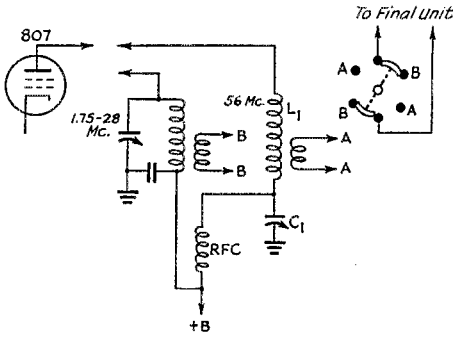 To Final Unit
807
A
B
B
A
1.75-28
Mc.
56 Mc.
L1
B
B
A
A
C1
RFC
+B